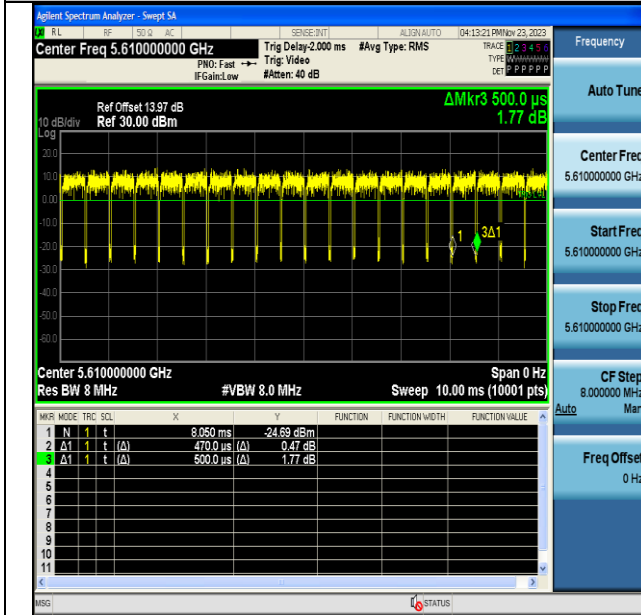 Agilent Spectrum Analyzer - Swept SA
RL RF 50 Ω AC SENSE:INT ALIGN AUTO 04:13:21 PM Nov 23, 2023
Center Freq 5.610000000 GHz Trig Delay-2.000 ms #Avg Type: RMS TRACE 1 2 3 4 5 6
PNO: Fast Trig: Video TYPE WWWWWW
IFGain:Low #Atten: 40 dB DET P P P P P P
Frequency
Auto Tune
ΔMkr3 500.0 µs
Ref Offset 13.97 dB
10 dB/div Ref 30.00 dBm 1.77 dB
Log
20.0
10.0
0.00
-10.0
-20.0
-30.0
-40.0
-50.0
-60.0
1 3Δ1
Center Freq
5.610000000 GHz
Start Freq
5.610000000 GHz
Stop Freq
5.610000000 GHz
Center 5.610000000 GHz Span 0 Hz
Res BW 8 MHz #VBW 8.0 MHz Sweep 10.00 ms (10001 pts)
CF Step
8.000000 MHz
Auto Man
Freq Offset
0 Hz
MKR MODE TRC SCL X Y FUNCTION FUNCTION WIDTH FUNCTION VALUE
1 N 1 t 8.050 ms -24.69 dBm
2 Δ1 1 t (Δ) 470.0 µs (Δ) 0.47 dB
3 Δ1 1 t (Δ) 500.0 µs (Δ) 1.77 dB
4
5
6
7
8
9
10
11
MSG STATUS